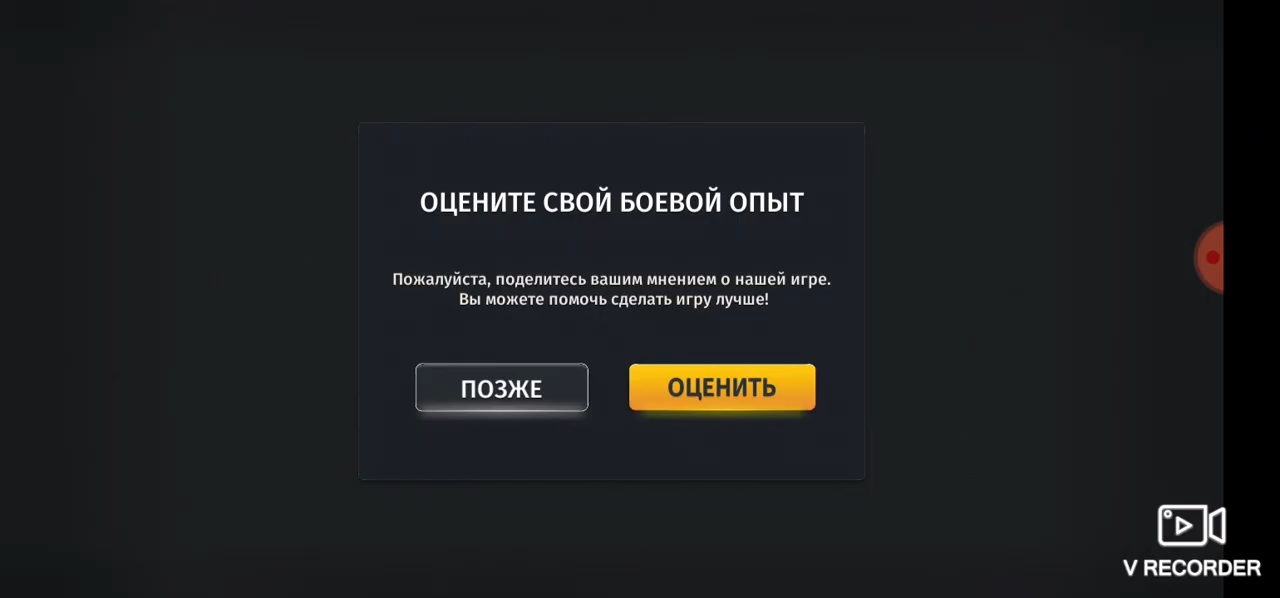 ОЦЕНИТЕ СВОЙ БОЕВОЙ ОПЫТ
Пожалуйста, поделитесь вашим мнением о нашей игре.
Вы можете помочь сделать игру лучше!
ПОЗЖЕ
ОЦЕНИТЬ
V RECORDER